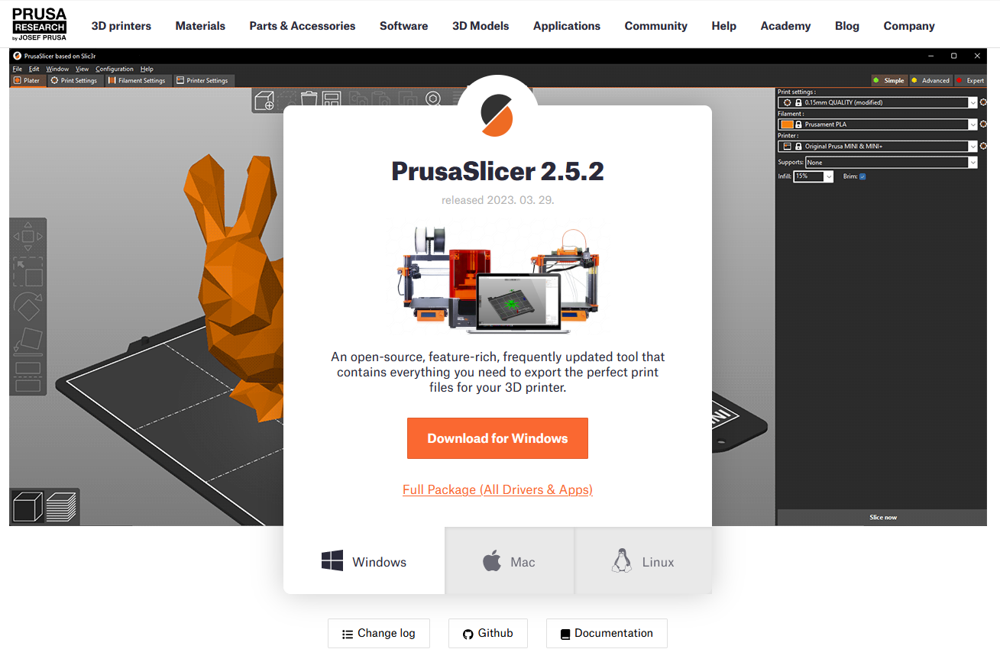 PRUSA
RESEARCH
by JOSEF PRUSA
3D printers
Materials
Parts & Accessories
Software
3D Models
Applications
Community
Help
Academy
Blog
Company
PrusaSlicer based on Slic3r
File Edit Window View Configuration Help
Plater
Print Settings
Filament Settings
Printer Settings
Simple
Advanced
Expert
Print settings :
0.15mm QUALITY (modified)
Filament :
Prusament PLA
Printer :
Original Prusa MINI & MINI+
Supports: None
Infill: 15%
Brim:
Slice now
PrusaSlicer 2.5.2
released 2023. 03. 29.
An open-source, feature-rich, frequently updated tool that
contains everything you need to export the perfect print
files for your 3D printer.
Download for Windows
Full Package (All Drivers & Apps)
Windows
Mac
Linux
Change log
Github
Documentation